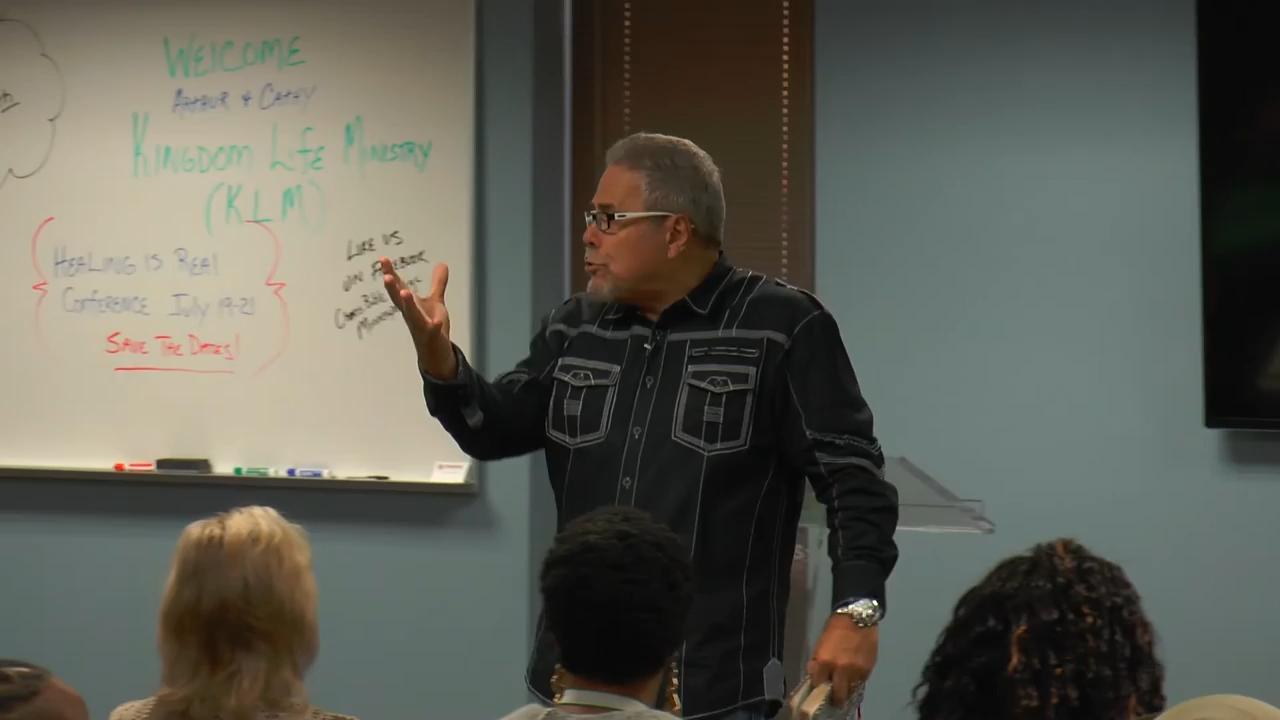 WELCOME
ARTHUR & CATHY
KINGDOM LIFE MINISTRY
(KLM)
HEALING IS REAL
CONFERENCE July 19-21
SAVE THE DATES!
LIKE US
ON FACEBOOK